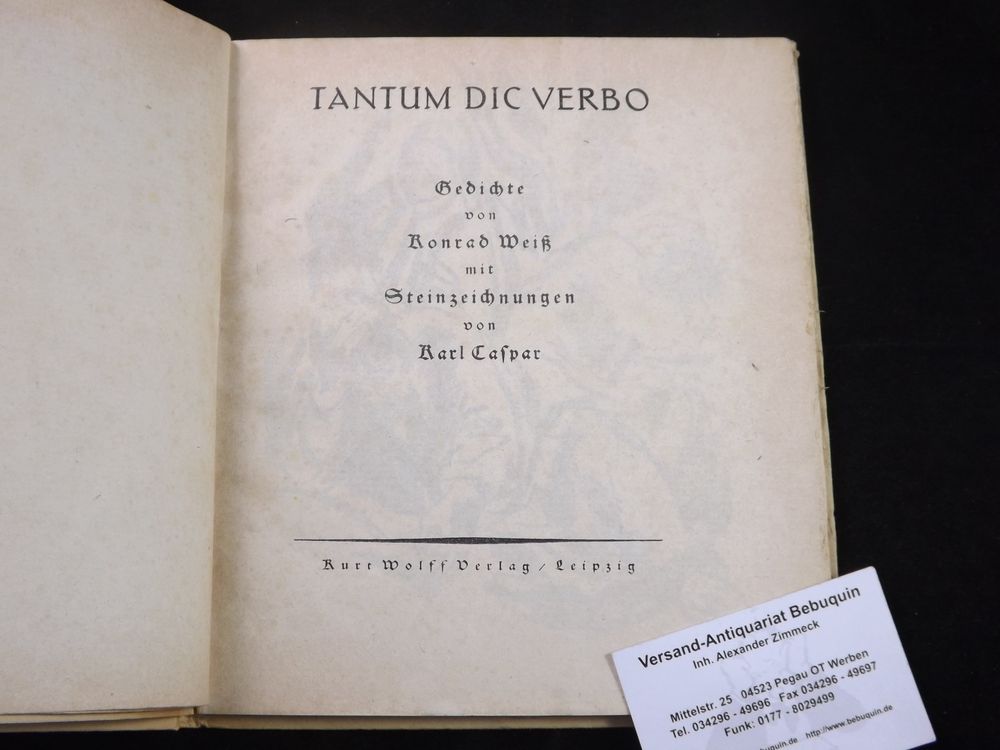 TANTUM DIC VERBO
Gedichte
von
Konrad Weiß
mit
Steinzeichnungen
von
Karl Caſpar
Kurt Wolff Verlag / Leipzig
Versand-Antiquariat Bebuquin
Inh. Alexander Zimmeck
Mittelstr. 25 04523 Pegau OT Werben
Tel. 034296 - 49696 Fax 034296 - 49697
Funk: 0177 - 8029499
http://www.bebuquin.de